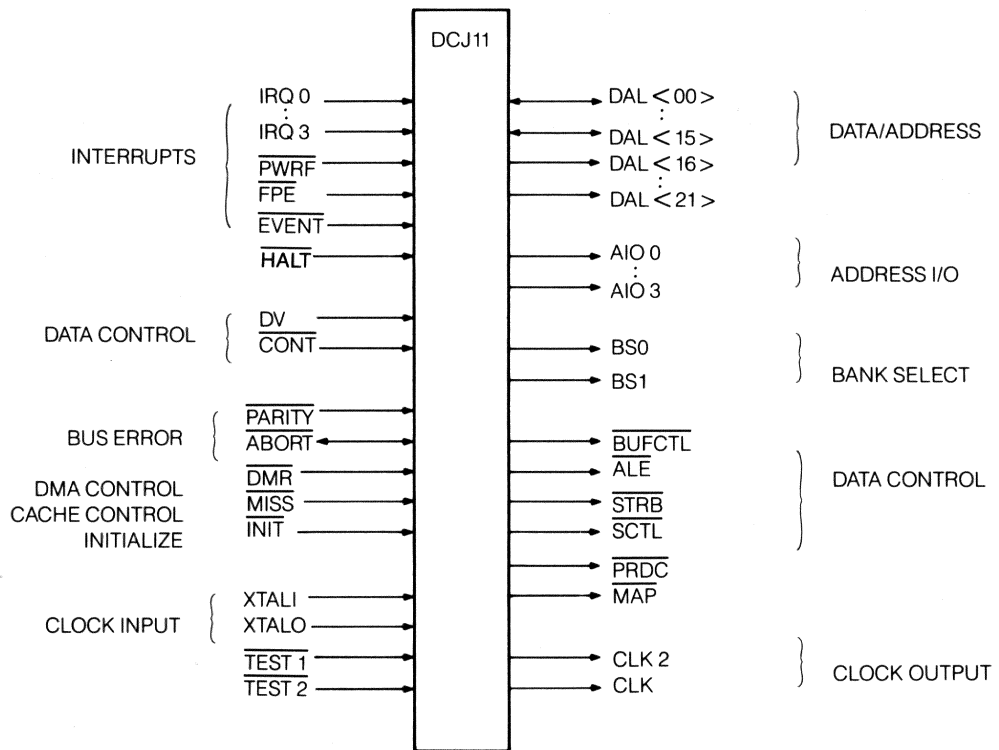 DCJ11
INTERRUPTS
IRQ 0
:
IRQ 3
PWRF
FPE
EVENT
HALT
DATA CONTROL
DV
CONT
BUS ERROR
PARITY
ABORT
DMA CONTROL
DMR
CACHE CONTROL
MISS
INITIALIZE
INIT
CLOCK INPUT
XTALI
XTALO
TEST 1
TEST 2
DAL <00>
:
DAL <15>
DAL <16>
:
DAL <21>
DATA/ADDRESS
AIO 0
:
AIO 3
ADDRESS I/O
BS0
BS1
BANK SELECT
BUFCTL
ALE
STRB
SCTL
DATA CONTROL
PRDC
MAP
CLK 2
CLK
CLOCK OUTPUT